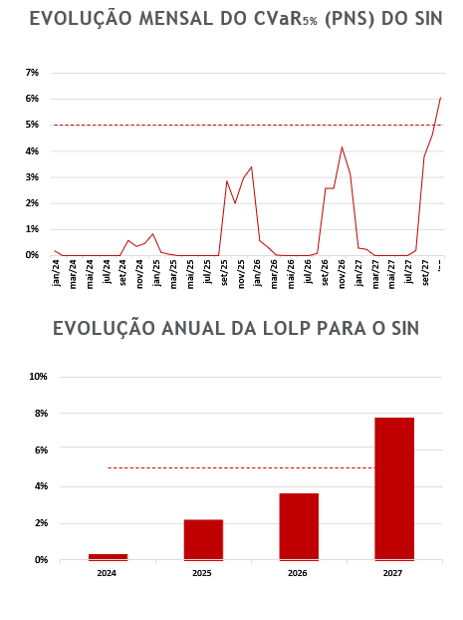 EVOLUÇÃO MENSAL DO CVaR5% (PNS) DO SIN
7%
6%
5%
4%
3%
2%
1%
0%
jan/24
mar/24
mai/24
jul/24
set/24
nov/24
jan/25
mar/25
mai/25
jul/25
set/25
nov/25
jan/26
mar/26
mai/26
jul/26
set/26
nov/26
jan/27
mar/27
mai/27
jul/27
set/27
EVOLUÇÃO ANUAL DA LOLP PARA O SIN
10%
8%
6%
4%
2%
0%
2024
2025
2026
2027